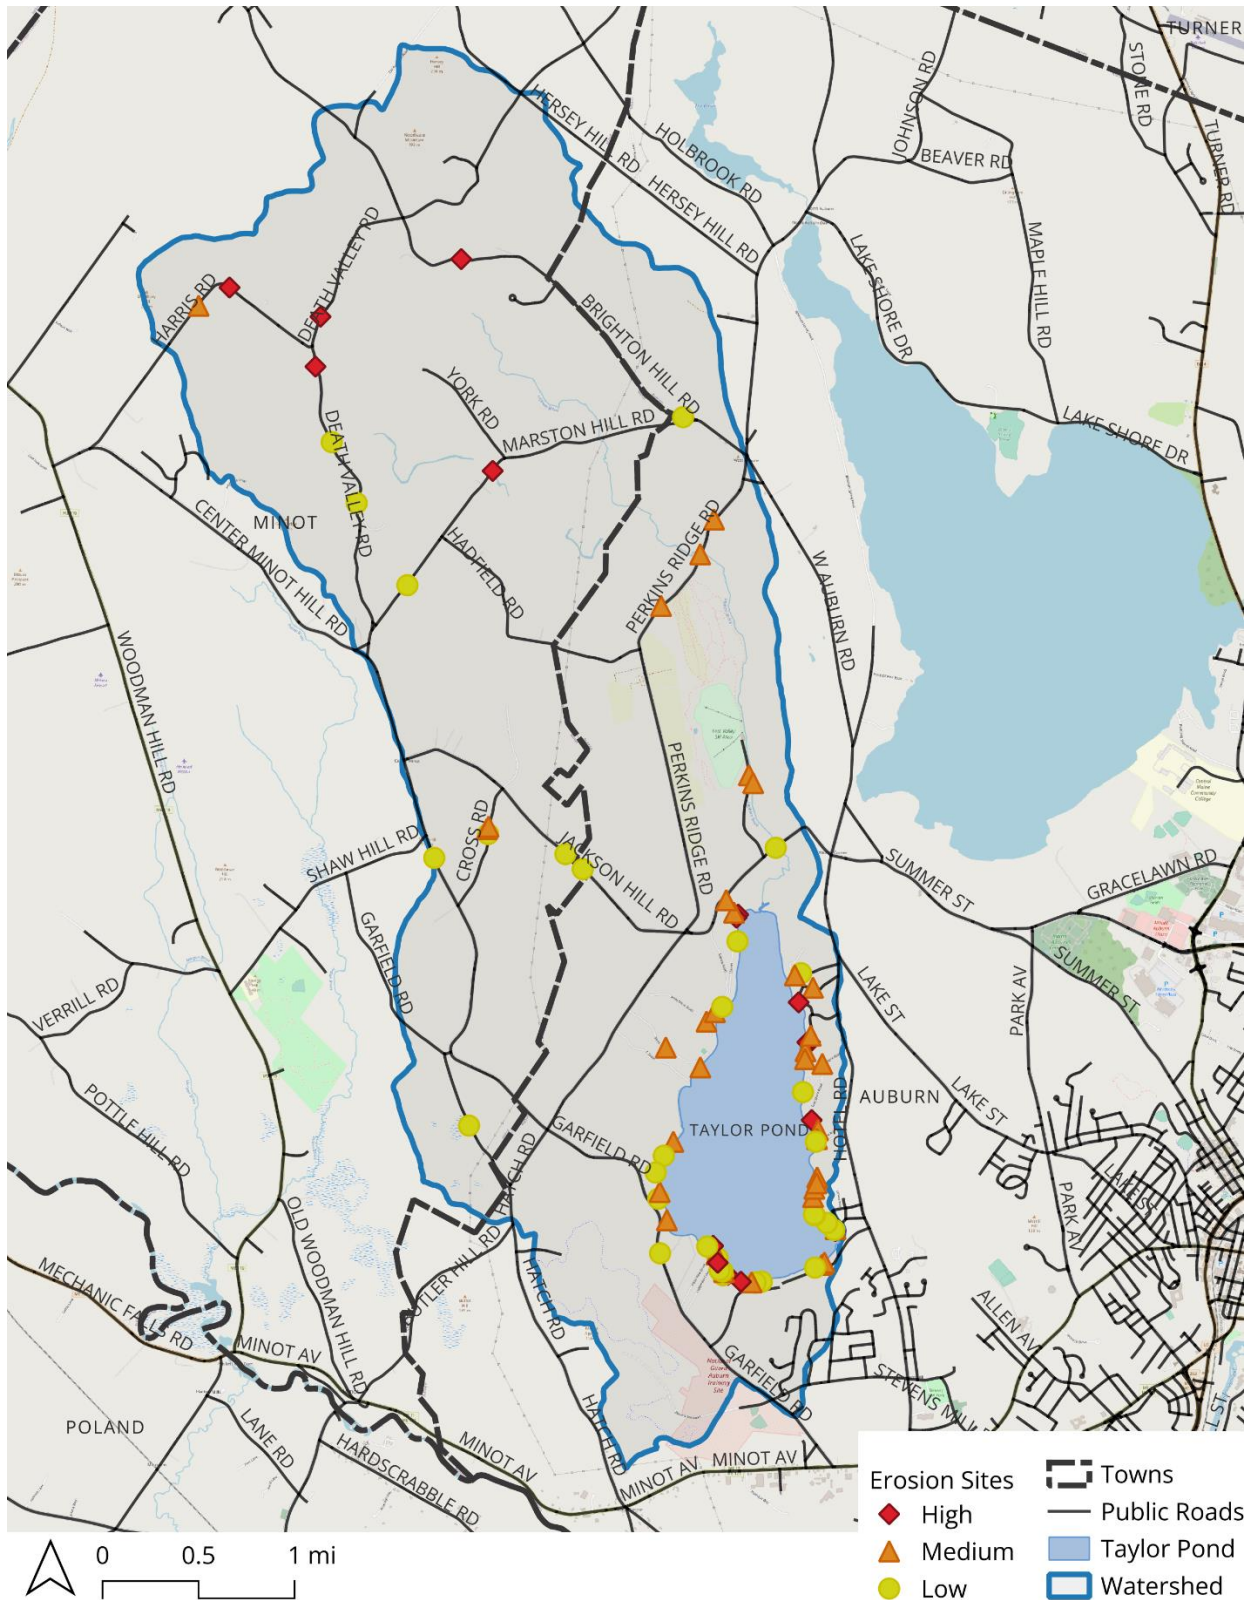 TURNER
STONE RD
JOHNSON RD
HERSEY HILL RD
HOLBROOK RD
BEAVER RD
TURNER RD
HERSEY HILL RD
DEATH VALLEY RD
LAKE SHORE DR
MAPLE HILL RD
HARRIS RD
BRIGHTON HILL RD
YORK RD
MARSTON HILL RD
LAKE SHORE DR
DEATH VALLEY RD
CENTER MINOT HILL RD
MINOT
HADFIELD RD
PERKINS RIDGE RD
W AUBURN RD
WOODMAN HILL RD
PERKINS RIDGE RD
SHAW HILL RD
CROSS RD
JACKSON HILL RD
SUMMER ST
GRACELAWN RD
GARFIELD RD
SUMMER ST
VERRILL RD
LAKE ST
PARK AV
POTTLE HILL RD
AUBURN
LAKE ST
HOTEL RD
TAYLOR POND
GARFIELD RD
HATCH RD
LAKE ST
PARK AV
OLD WOODMAN HILL RD
BUTLER HILL RD
HATCH RD
MECHANIC FALLS RD
MINOT AV
ALLEN AV
GARFIELD RD
STEVENS MILL
POLAND
LANE RD
HARDSCRABBLE RD
MINOT AV
HATCH RD
MINOT AV
MINOT AV
Erosion Sites
High
Medium
Low
Towns
Public Roads
Taylor Pond
Watershed
0 0.5 1 mi